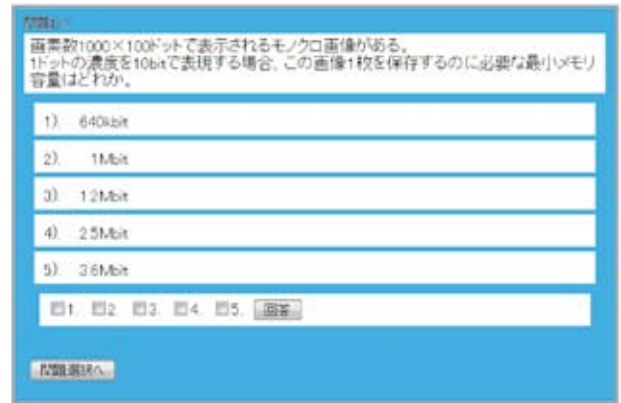 画素数1000×100ドットで表示されるモノクロ画像がある。
1ドットの濃度を10bitで表現する場合、この画像1枚を保存するのに必要な最小メモリ
容量はどれか。
1). 640kbit
2). 1Mbit
3). 1.2Mbit
4). 2.5Mbit
5). 3.6Mbit
1. 2. 3. 4. 5. 回答
問題選択へ